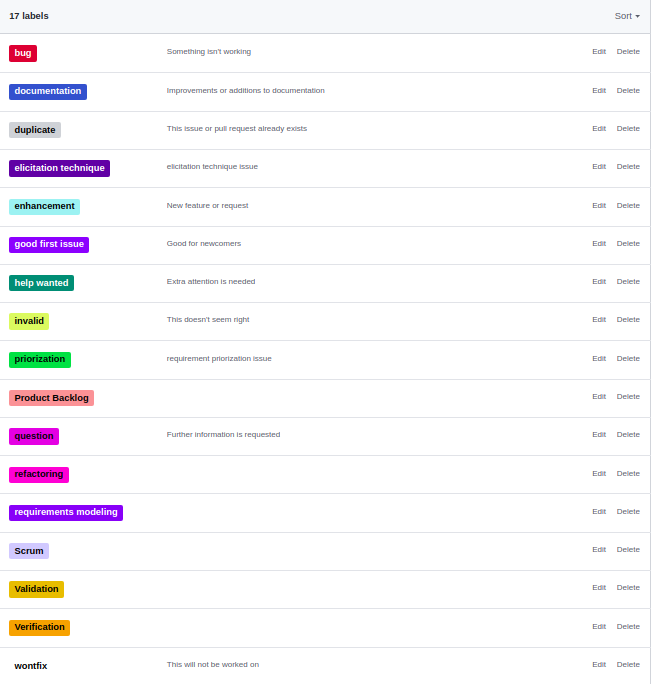 17 labels Sort
bug Something isn't working Edit Delete
documentation Improvements or additions to documentation Edit Delete
duplicate This issue or pull request already exists Edit Delete
elicitation technique elicitation technique issue Edit Delete
enhancement New feature or request Edit Delete
good first issue Good for newcomers Edit Delete
help wanted Extra attention is needed Edit Delete
invalid This doesn't seem right Edit Delete
priorization requirement priorization issue Edit Delete
Product Backlog Edit Delete
question Further information is requested Edit Delete
refactoring Edit Delete
requirements modeling Edit Delete
Scrum Edit Delete
Validation Edit Delete
Verification Edit Delete
wontfix This will not be worked on Edit Delete